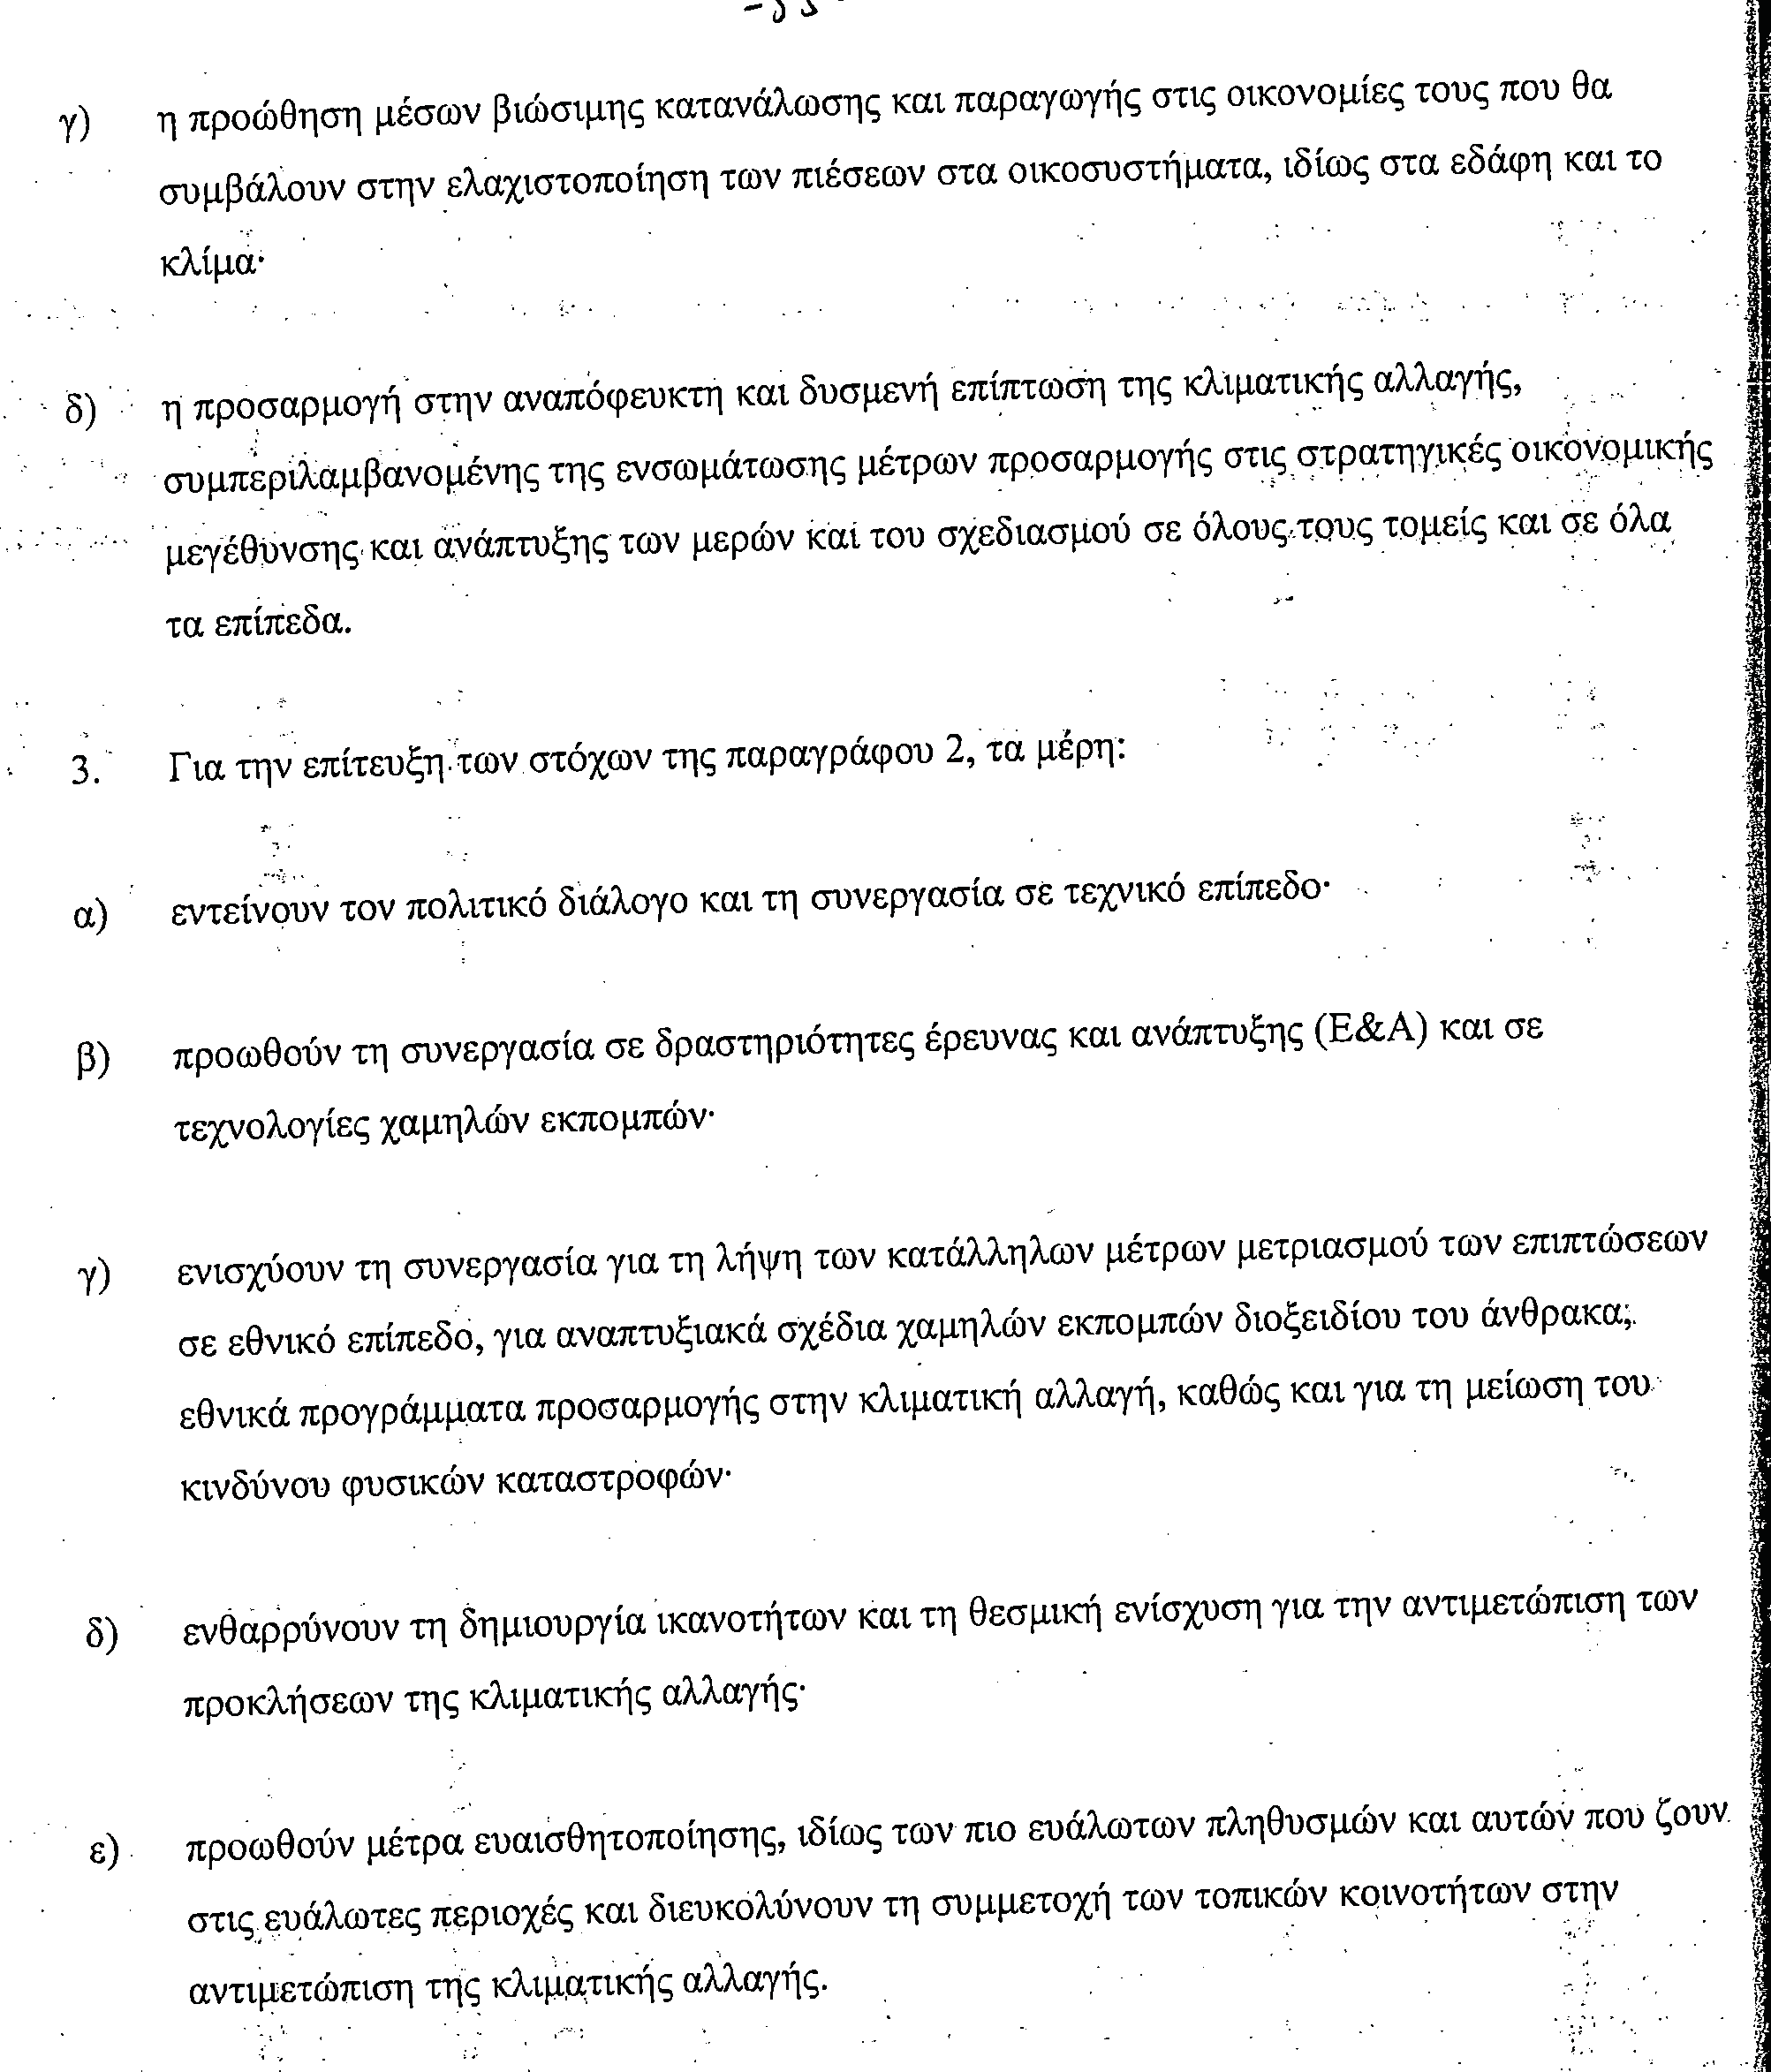 γ) η προώθηση μέσων βιώσιμης κατανάλωσης και παραγωγής στις οικονομίες τους που θα
συμβάλουν στην ελαχιστοποίηση των πιέσεων στα οικοσυστήματα, ιδίως στα εδάφη και το
κλίμα·
δ) η προσαρμογή στην αναπόφευκτη και δυσμενή επίπτωση της κλιματικής αλλαγής,
συμπεριλαμβανομένης της ενσωμάτωσης μέτρων προσαρμογής στις στρατηγικές οικονομικής
μεγέθυνσης και ανάπτυξης των μερών και του σχεδιασμού σε όλους τους τομείς και σε όλα
τα επίπεδα.
3. Για την επίτευξη των στόχων της παραγράφου 2, τα μέρη:
α) εντείνουν τον πολιτικό διάλογο και τη συνεργασία σε τεχνικό επίπεδο·
β) προωθούν τη συνεργασία σε δραστηριότητες έρευνας και ανάπτυξης (Ε&Α) και σε
τεχνολογίες χαμηλών εκπομπών·
γ) ενισχύουν τη συνεργασία για τη λήψη των κατάλληλων μέτρων μετριασμού των επιπτώσεων
σε εθνικό επίπεδο, για αναπτυξιακά σχέδια χαμηλών εκπομπών διοξειδίου του άνθρακα,
εθνικά προγράμματα προσαρμογής στην κλιματική αλλαγή, καθώς και για τη μείωση του
κινδύνου φυσικών καταστροφών·
δ) ενθαρρύνουν τη δημιουργία ικανοτήτων και τη θεσμική ενίσχυση για την αντιμετώπιση των
προκλήσεων της κλιματικής αλλαγής·
ε) προωθούν μέτρα ευαισθητοποίησης, ιδίως των πιο ευάλωτων πληθυσμών και αυτών που ζουν
στις ευάλωτες περιοχές και διευκολύνουν τη συμμετοχή των τοπικών κοινοτήτων στην
αντιμετώπιση της κλιματικής αλλαγής.